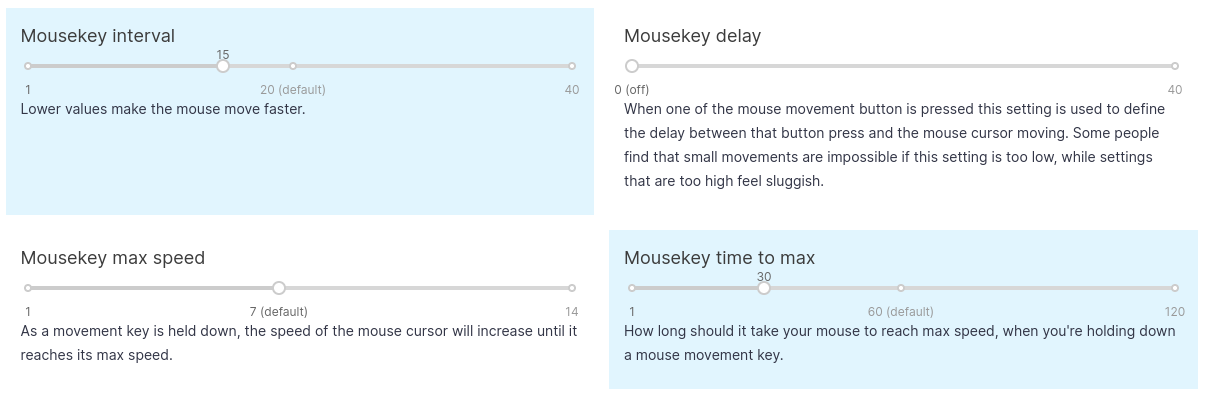 Mousekey interval
15
1
20 (default)
40
Lower values make the mouse move faster.
Mousekey delay
0 (off)
40
When one of the mouse movement button is pressed this setting is used to define
the delay between that button press and the mouse cursor moving. Some people
find that small movements are impossible if this setting is too low, while settings
that are too high feel sluggish.
Mousekey max speed
1
7 (default)
14
As a movement key is held down, the speed of the mouse cursor will increase until it
reaches its max speed.
Mousekey time to max
30
1
60 (default)
120
How long should it take your mouse to reach max speed, when you're holding down
a mouse movement key.